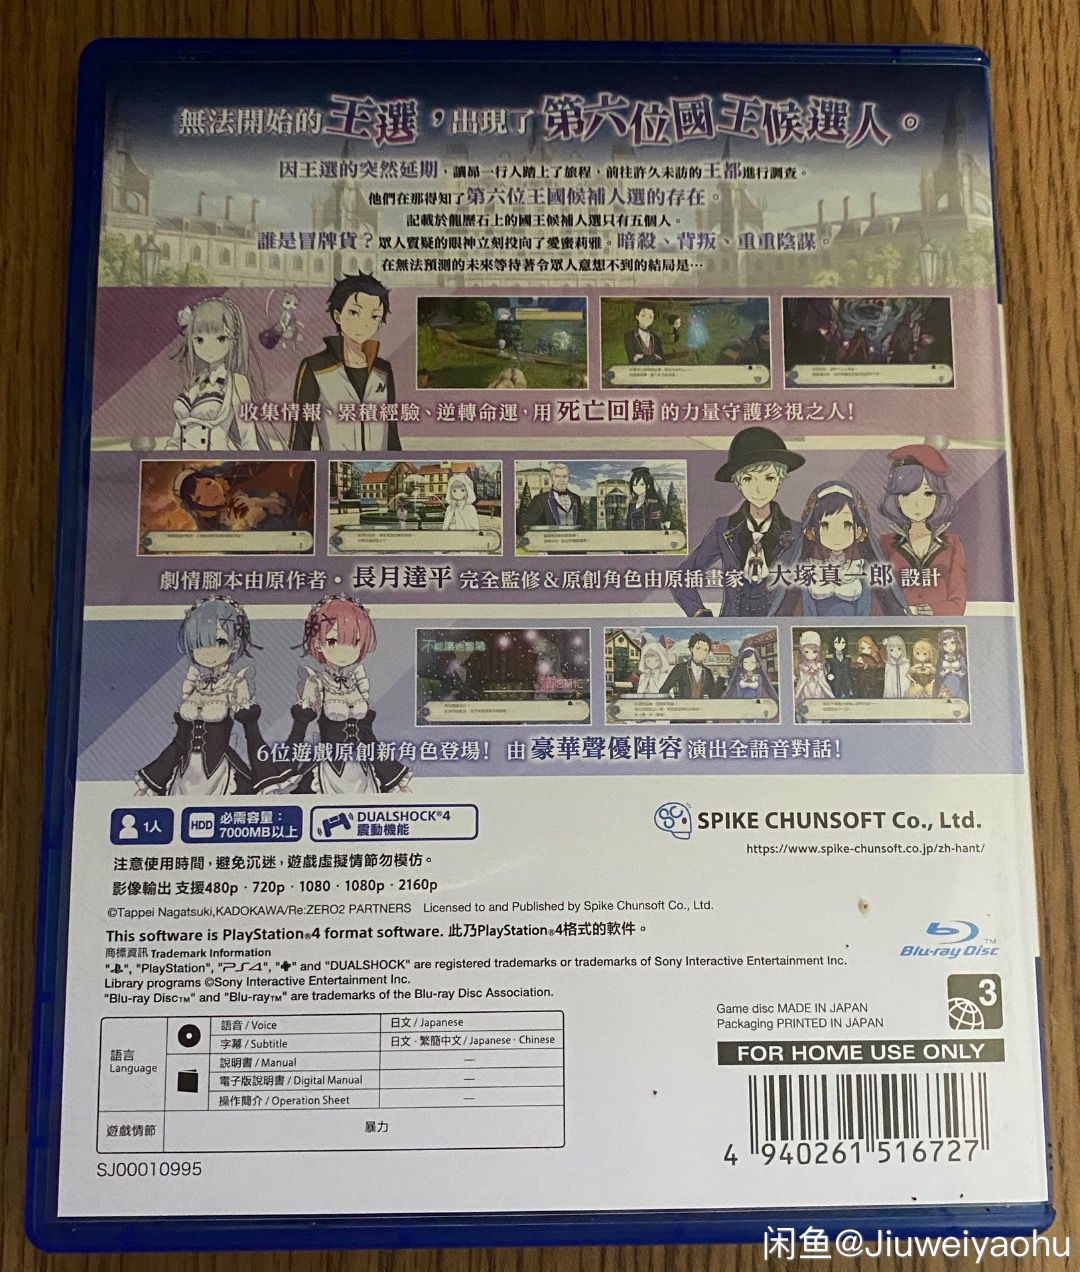 無法開始的王選，出現了第六位國王候選人。
因王選的突然延期，讓昴一行人踏上了旅程，前往許久未訪的王都進行調查。
他們在那得知了第六位王國候補人選的存在。
記載於龍歷石上的國王候補人選只有五個人。
誰是冒牌貨？眾人質疑的眼神立刻投向了愛蜜莉雅。暗殺、背叛、重重陰謀。
在無法預測的未來等待著令眾人意想不到的結局是…
收集情報、累積經驗、逆轉命運，用死亡回歸的力量守護珍視之人！
劇情腳本由原作者・長月達平 完全監修＆原創角色由原插畫家・大塚真一郎 設計
6位遊戲原創新角色登場！由豪華聲優陣容演出全語音對話！
1人
HDD 必需容量：7000MB以上
DUALSHOCK®4 震動機能
SPIKE CHUNSOFT Co., Ltd.
https://www.spike-chunsoft.co.jp/zh-hant/
注意使用時間，避免沉迷，遊戲虛擬情節勿模仿。
影像輸出 支援480p・720p・1080・1080p・2160p
©Tappei Nagatsuki,KADOKAWA/Re:ZERO2 PARTNERS Licensed to and Published by Spike Chunsoft Co., Ltd.
This software is PlayStation®4 format software. 此乃PlayStation®4格式的軟件。
商標資訊 Trademark Information
"", "PlayStation", "PS4", "" and "DUALSHOCK" are registered trademarks or trademarks of Sony Interactive Entertainment Inc.
Library programs ©Sony Interactive Entertainment Inc.
"Blu-ray Disc™" and "Blu-ray™" are trademarks of the Blu-ray Disc Association.
Blu-ray Disc™
3
Game disc MADE IN JAPAN
Packaging PRINTED IN JAPAN
FOR HOME USE ONLY
語言 Language
語音 / Voice 日文 / Japanese
字幕 / Subtitle 日文・繁簡中文 / Japanese・Chinese
說明書 / Manual —
電子版說明書 / Digital Manual —
操作簡介 / Operation Sheet —
遊戲情節 暴力
4 940261 516727
SJ00010995
闲鱼@Jiuweiyaohu